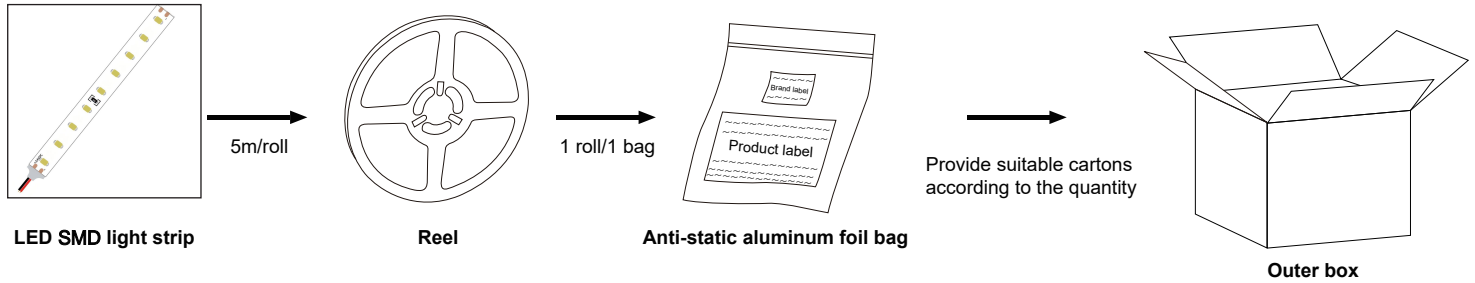 5m/roll
1 roll/1 bag
Brand label
Product label
Provide suitable cartons
according to the quantity
LED SMD light strip
Reel
Anti-static aluminum foil bag
Outer box